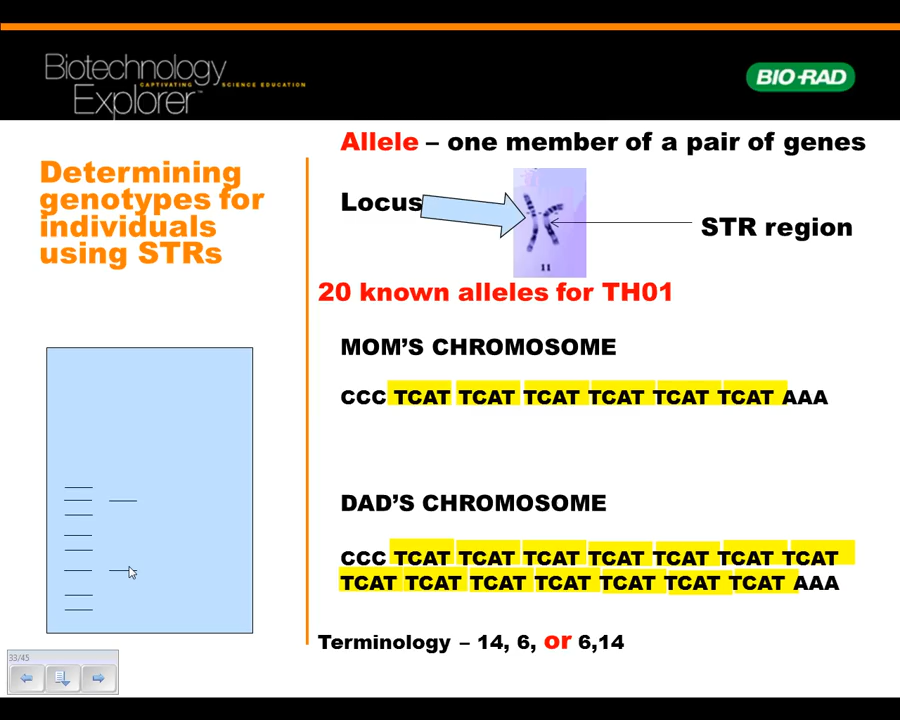 Biotechnology
CAPTIVATING SCIENCE EDUCATION
Explorer™
BIO-RAD
Determining
genotypes for
individuals
using STRs
Allele – one member of a pair of genes
Locus
STR region
11
20 known alleles for TH01
MOM’S CHROMOSOME
CCC TCAT TCAT TCAT TCAT TCAT TCAT AAA
DAD’S CHROMOSOME
CCC TCAT TCAT TCAT TCAT TCAT TCAT TCAT
TCAT TCAT TCAT TCAT TCAT TCAT TCAT AAA
Terminology – 14, 6, or 6,14
33/45